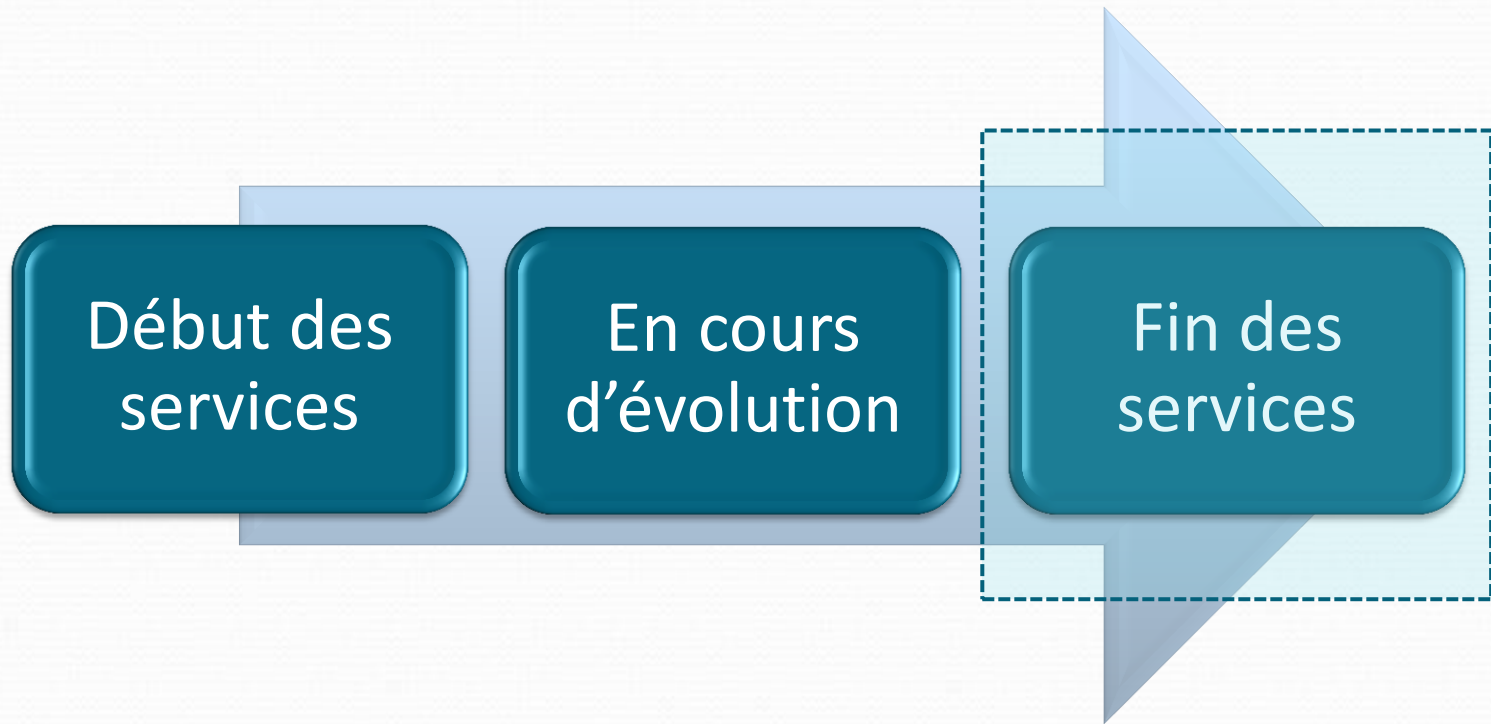 Début des
services
En cours
d’évolution
Fin des
services